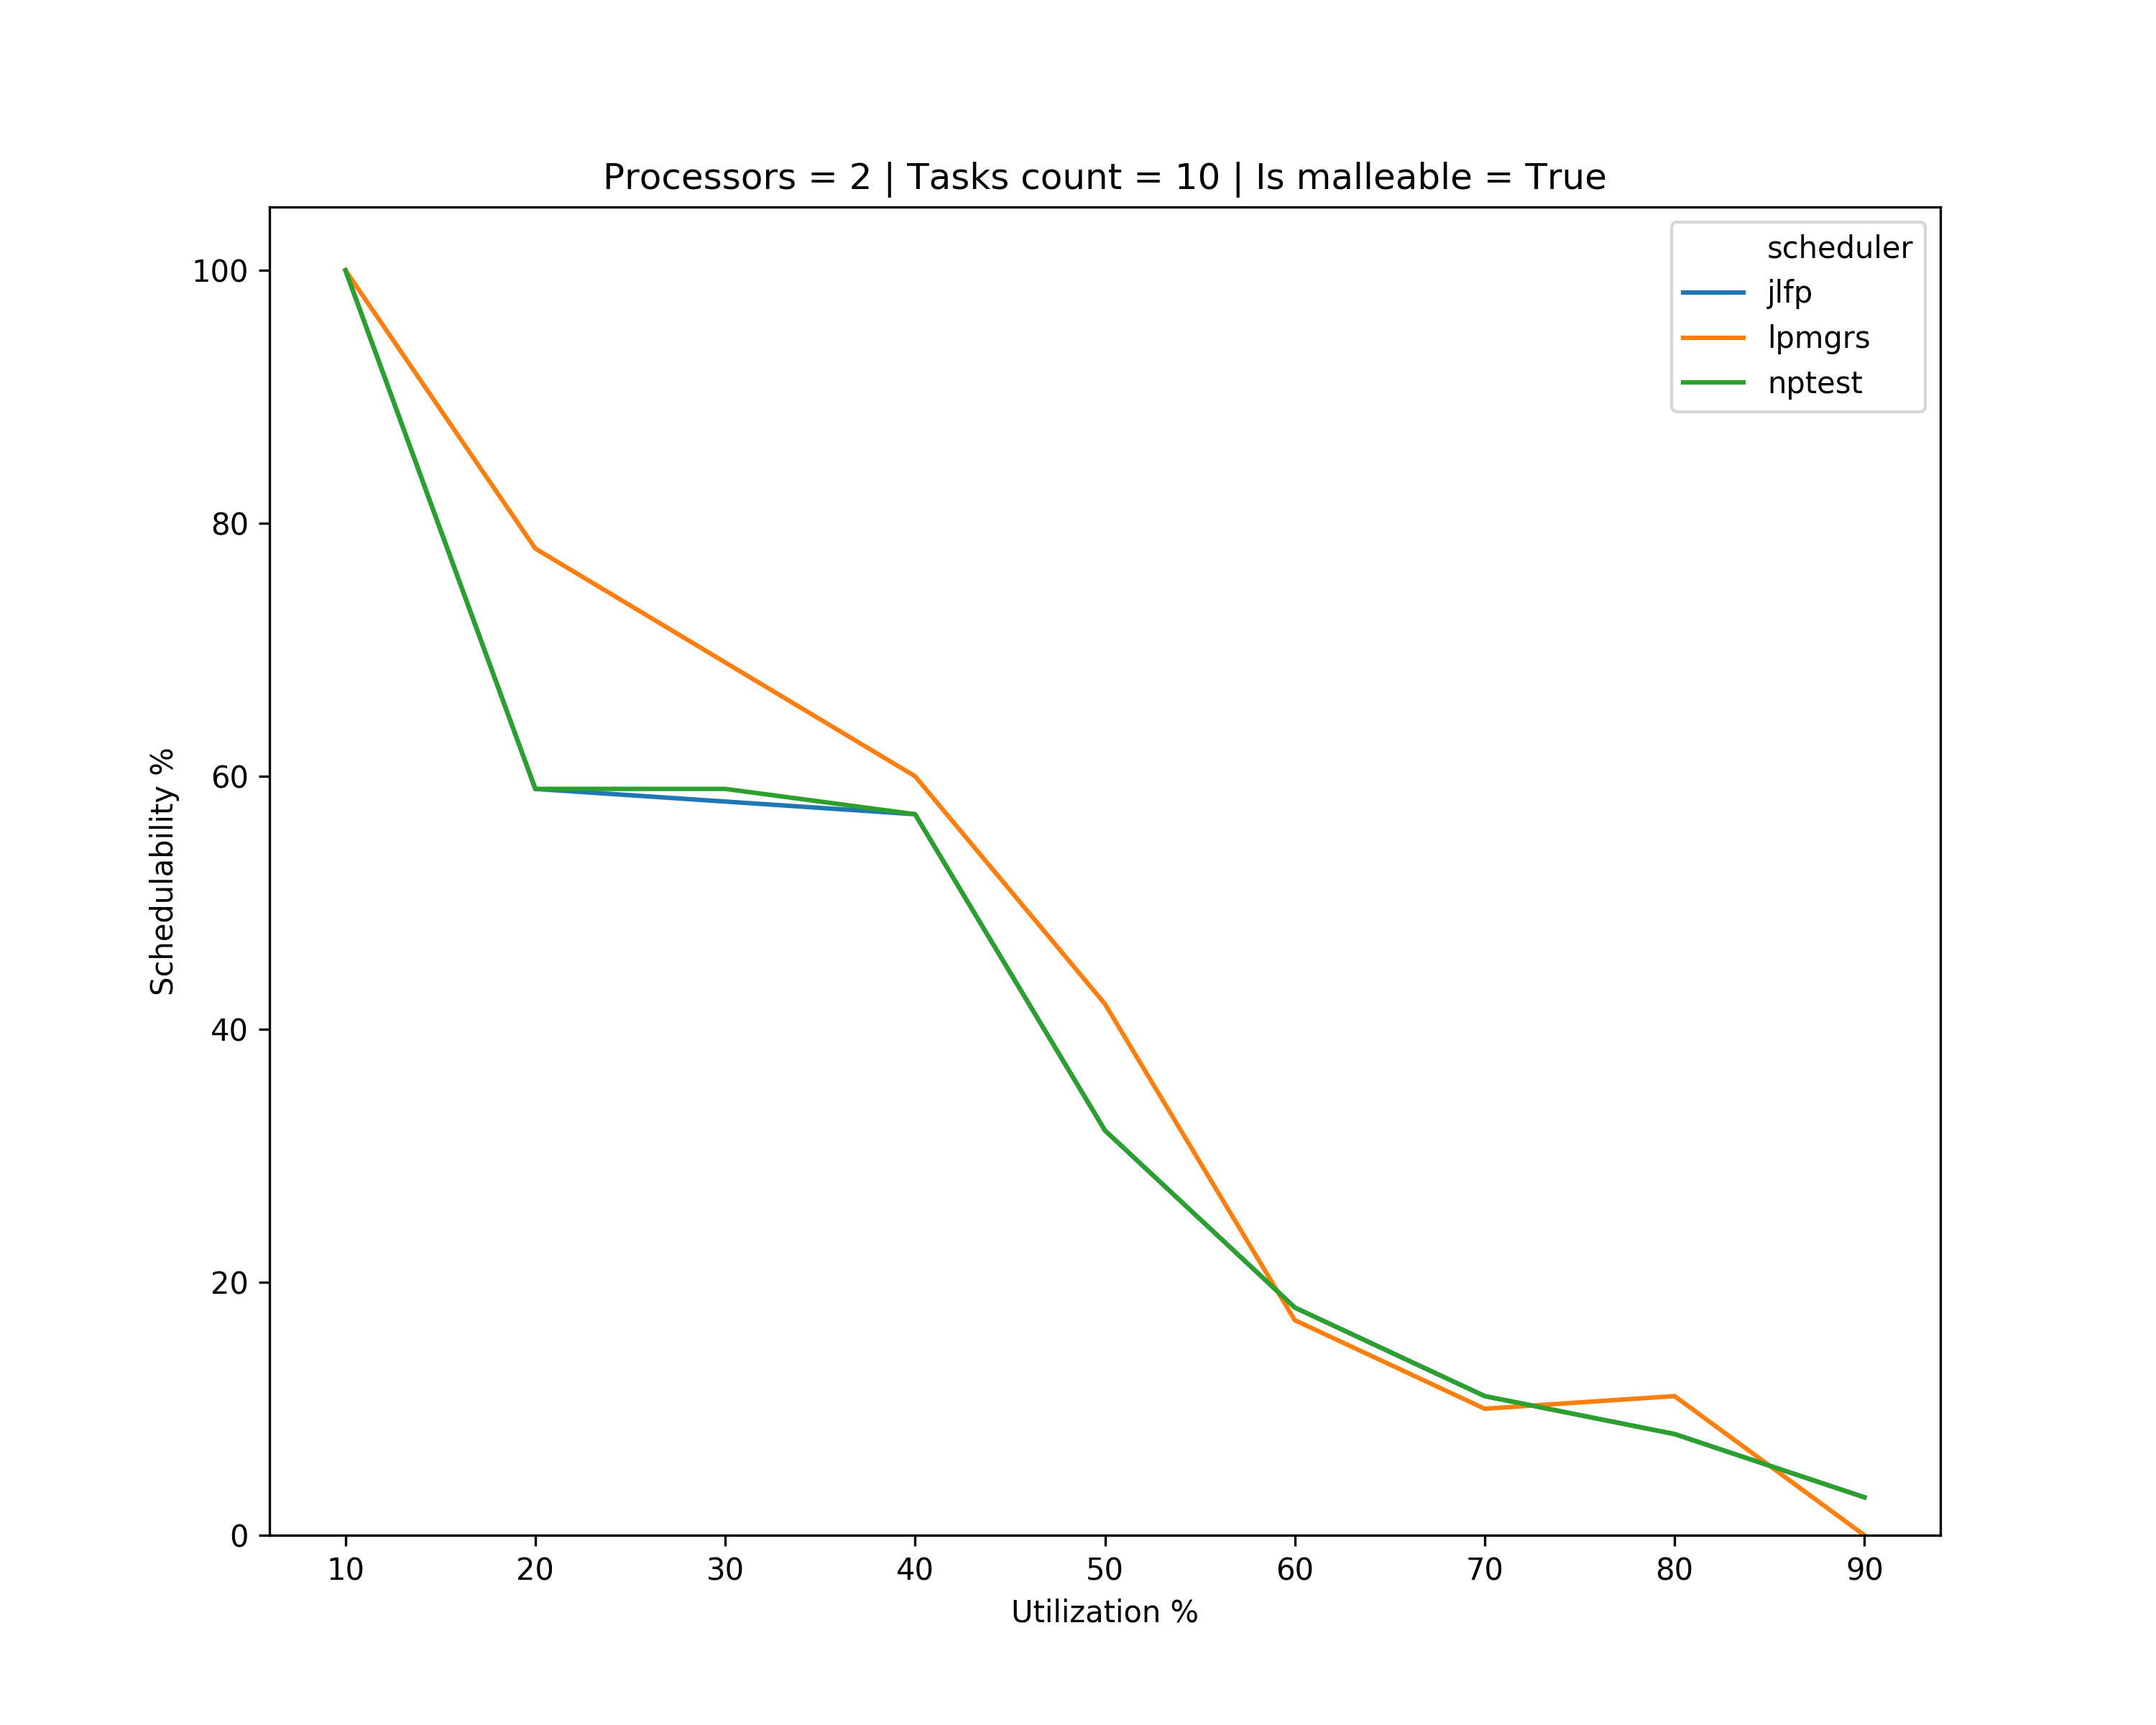 Processors = 2 | Tasks count = 10 | Is malleable = True
scheduler
jlfp
lpmgrs
nptest
Schedulability %
100
80
60
40
20
0
10 20 30 40 50 60 70 80 90
Utilization %